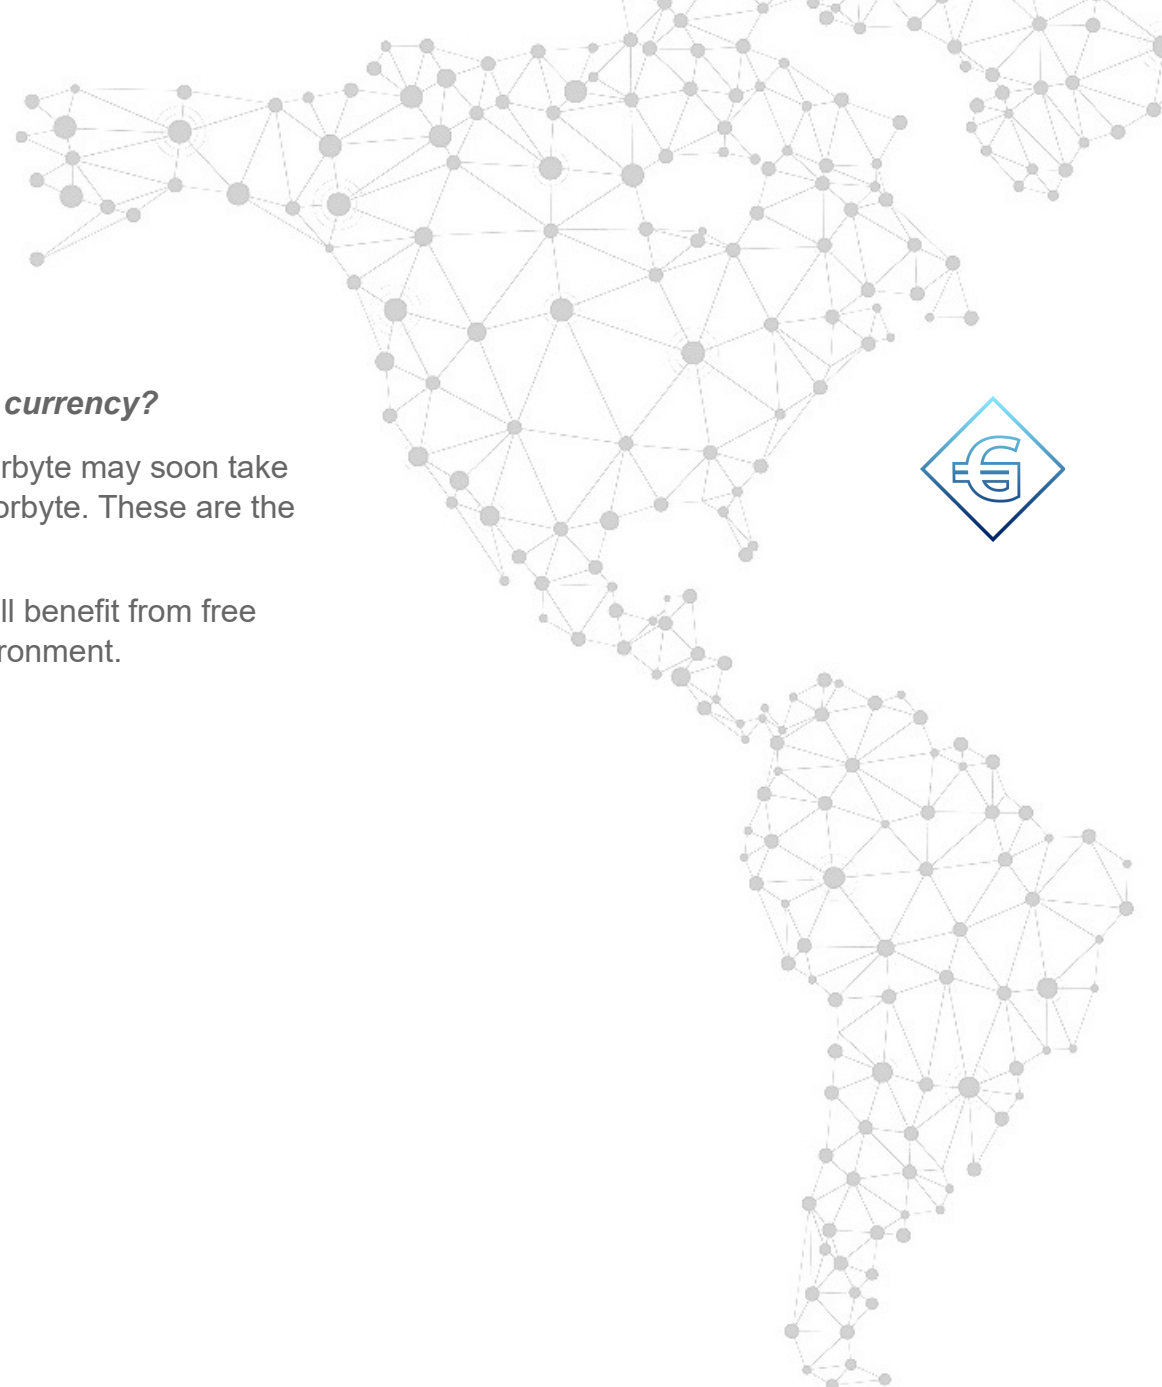 currency?
rbyte may soon take
orbyte. These are the
ll benefit from free
ronment.